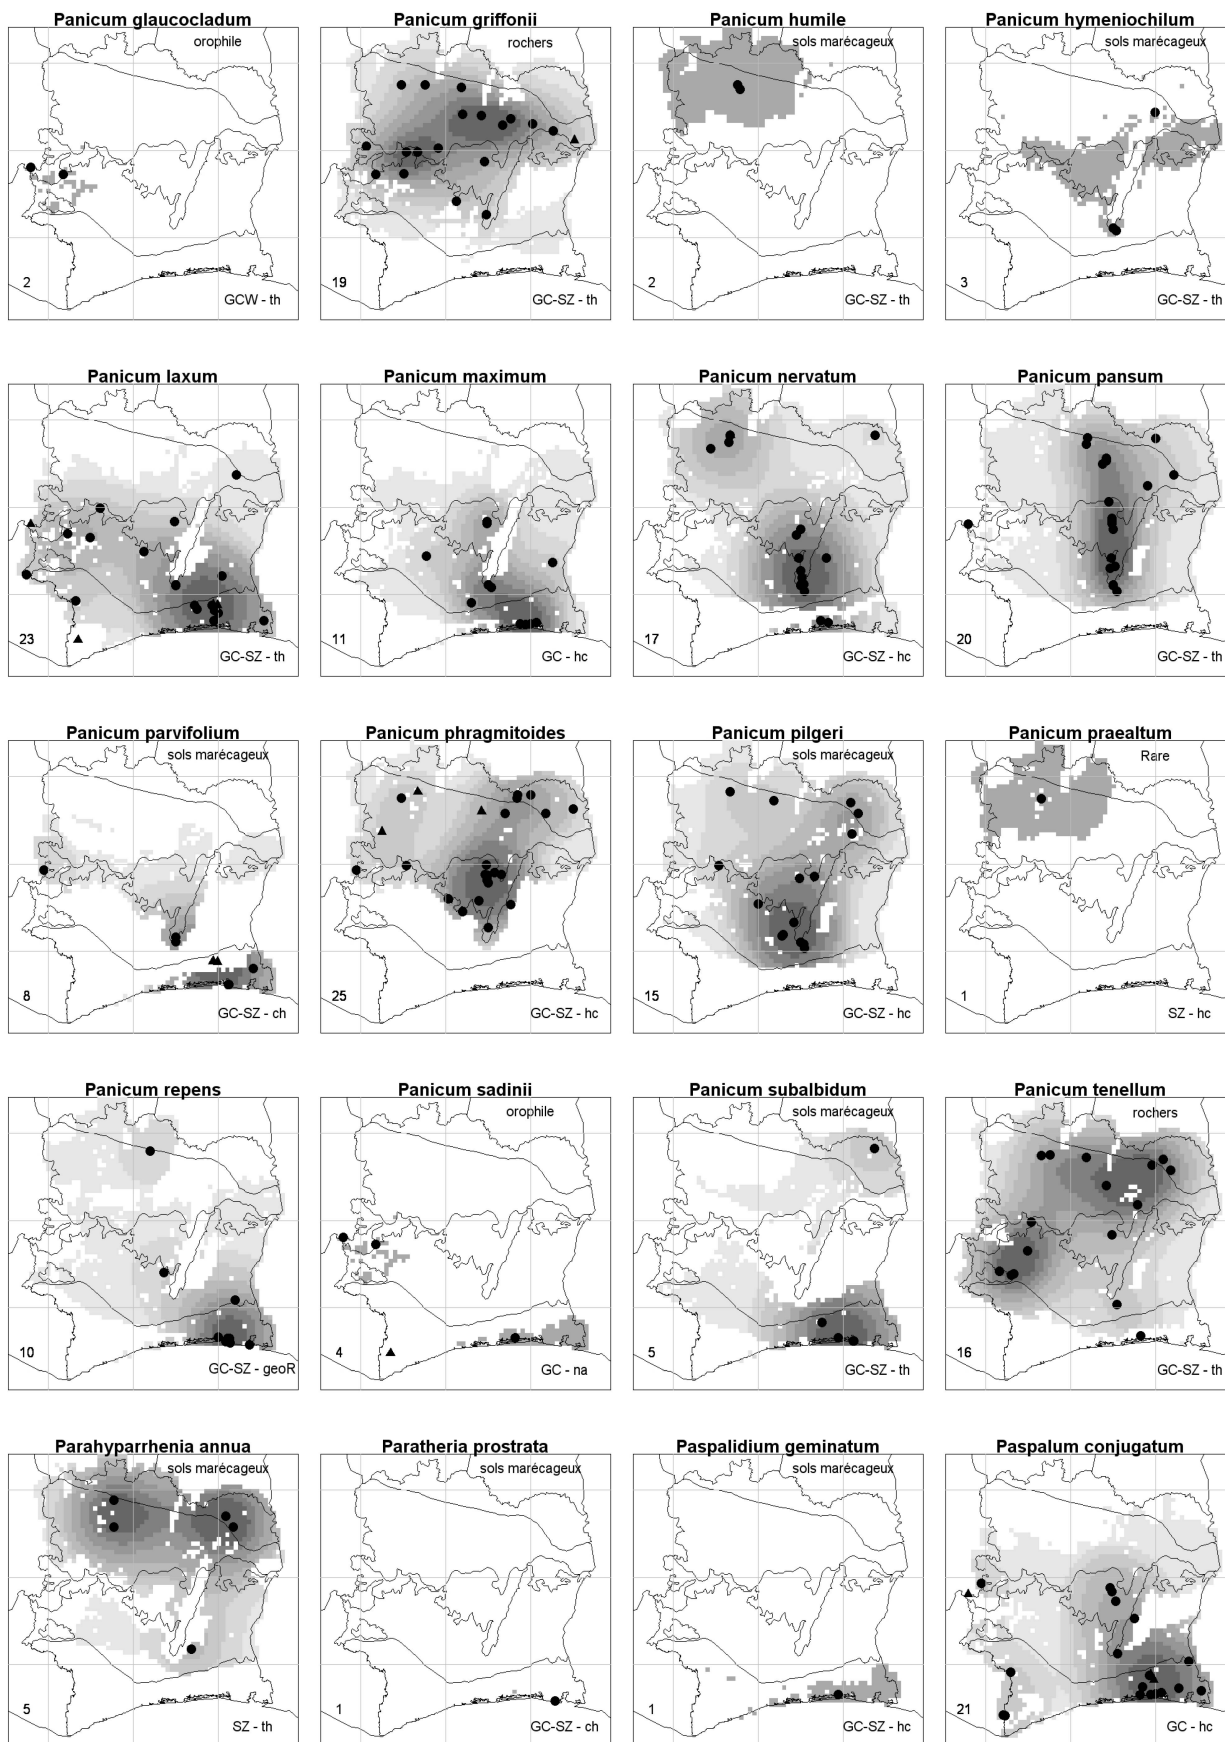 Panicum glaucocladum
orophile
2
GCW - th
Panicum griffonii
rochers
19
GC-SZ - th
Panicum humile
sols marécageux
2
GC-SZ - th
Panicum hymeniochilum
sols marécageux
3
GC-SZ - th
Panicum laxum
23
GC-SZ - th
Panicum maximum
11
GC - hc
Panicum nervatum
17
GC-SZ - hc
Panicum pansum
20
GC-SZ - th
Panicum parvifolium
sols marécageux
8
GC-SZ - ch
Panicum phragmitoides
25
GC-SZ - hc
Panicum pilgeri
sols marécageux
15
GC-SZ - hc
Panicum praealtum
Rare
1
SZ - hc
Panicum repens
10
GC-SZ - geoR
Panicum sadinii
orophile
4
GC - na
Panicum subalbidum
sols marécageux
5
GC-SZ - th
Panicum tenellum
rochers
16
GC-SZ - th
Parahyparrhenia annua
sols marécageux
5
SZ - th
Paratheria prostrata
sols marécageux
1
GC-SZ - ch
Paspalidium geminatum
sols marécageux
1
GC-SZ - hc
Paspalum conjugatum
21
GC - hc